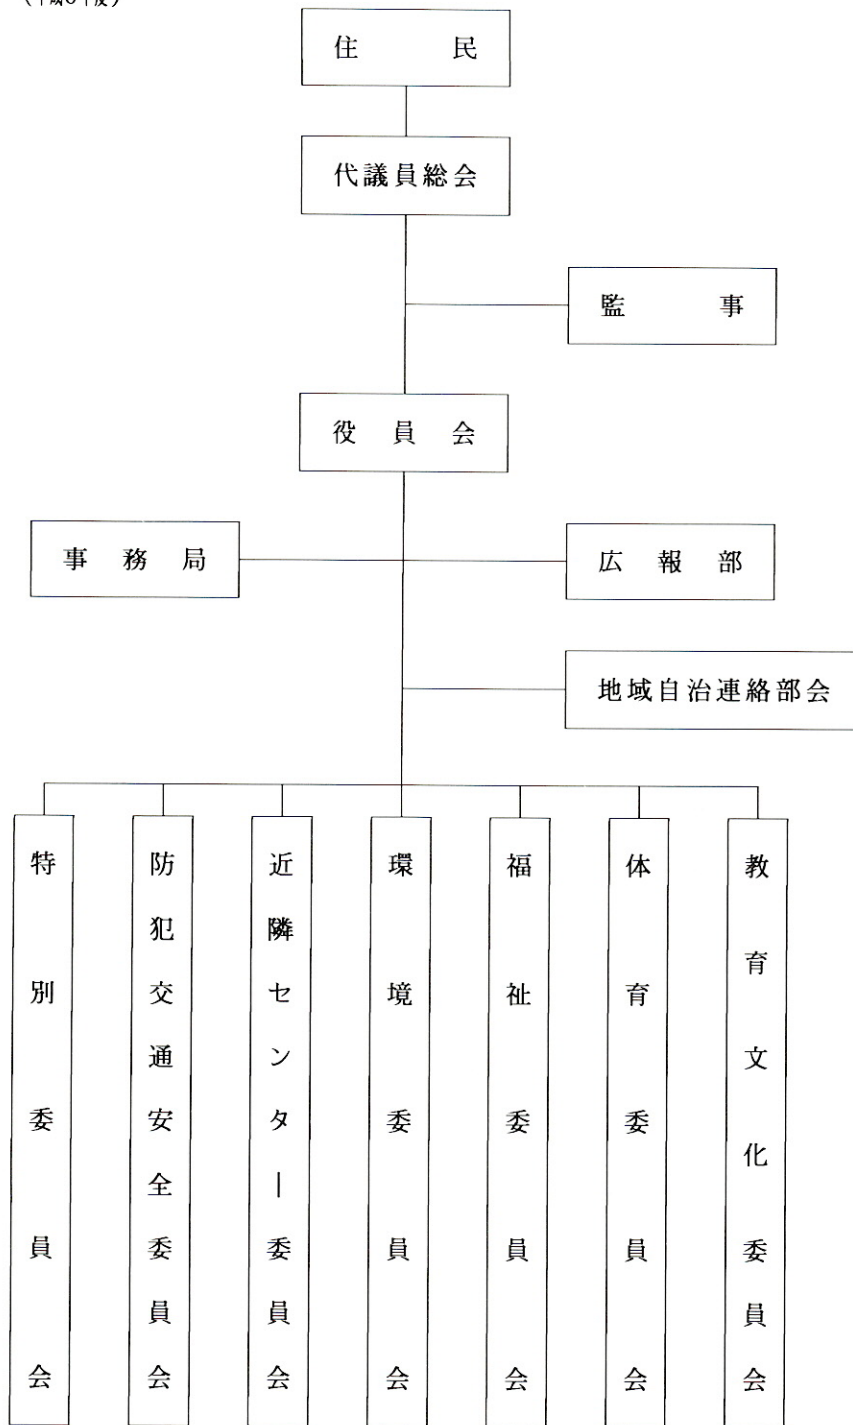 住民
代議員総会
監事
役員会
事務局
広報部
地域自治連絡部会
特別委員会
防犯交通安全委員会
近隣センター委員会
環境委員会
福祉委員会
体育委員会
教育文化委員会